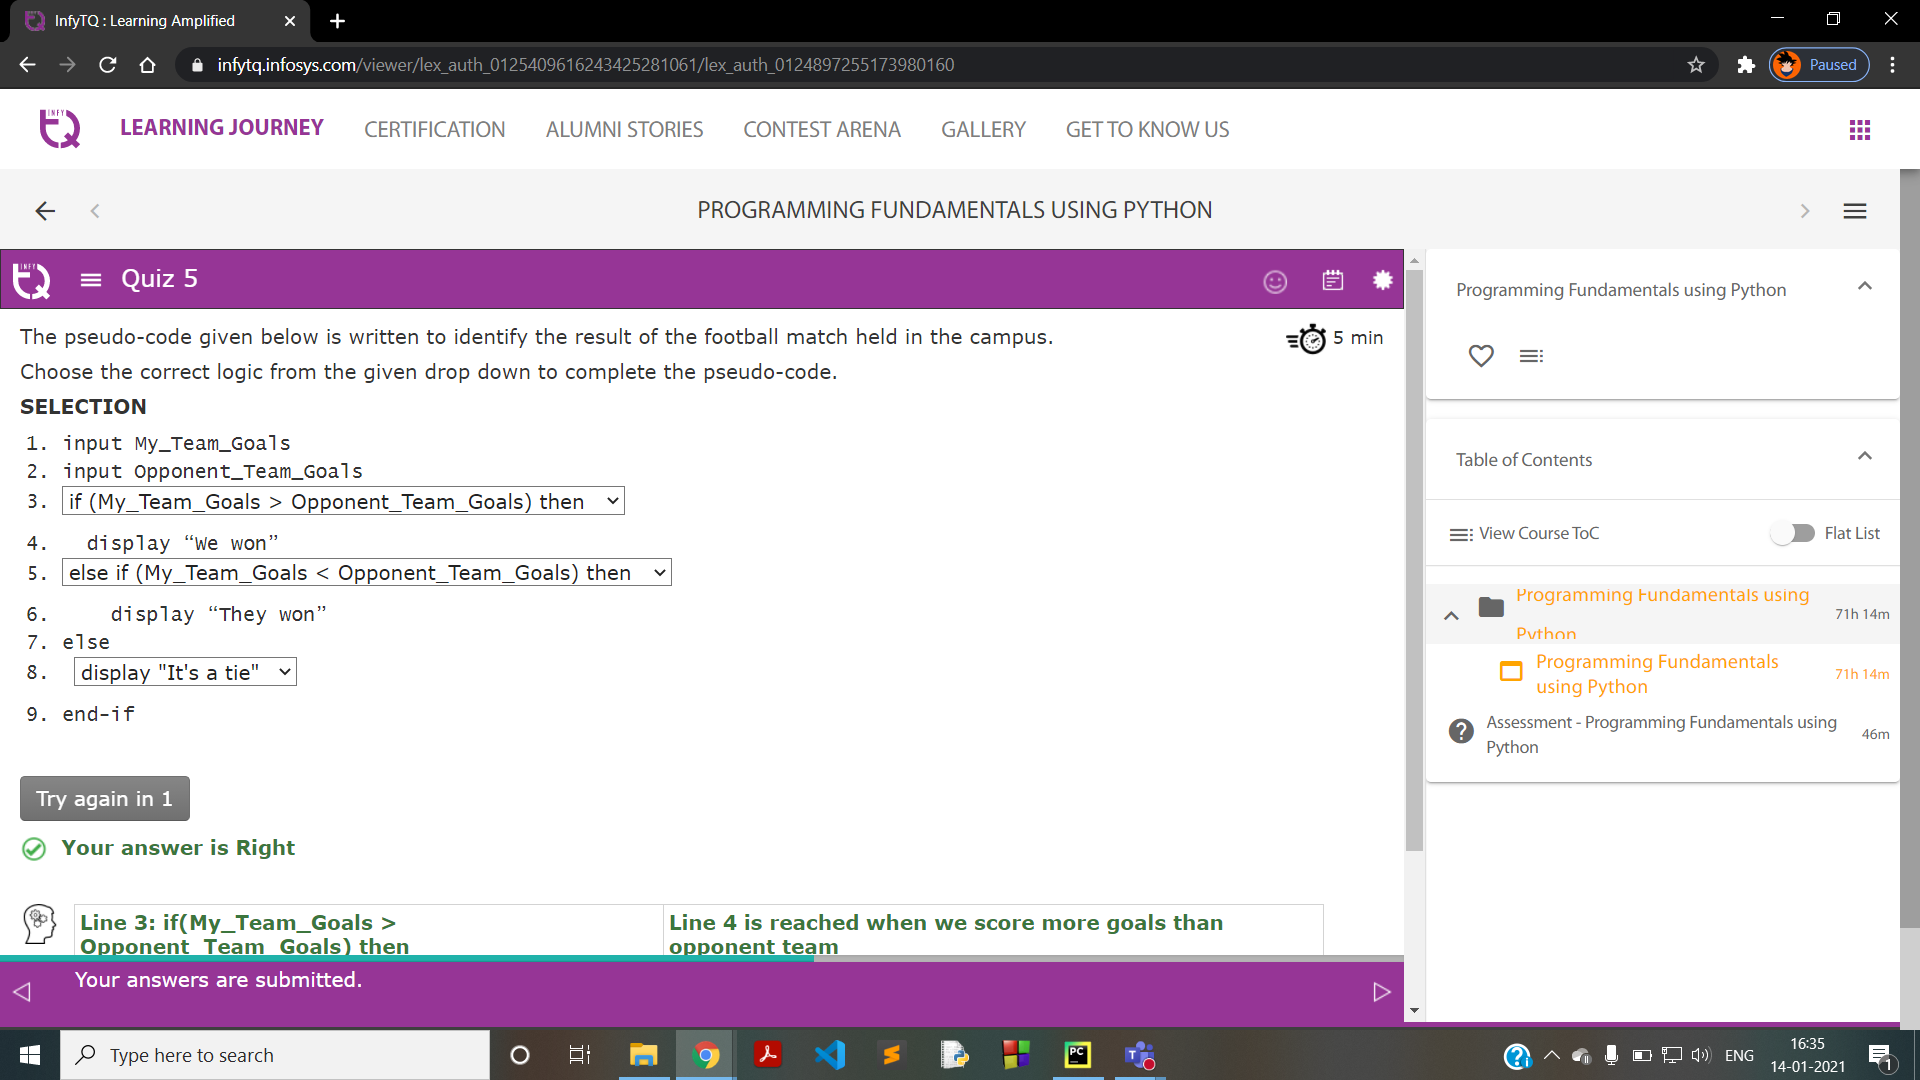 InfyTQ : Learning Amplified
infytq.infosys.com/viewer/lex_auth_0125409616243425281061/lex_auth_0124897255173980160
Paused
INFY
TQ
LEARNING JOURNEY
CERTIFICATION
ALUMNI STORIES
CONTEST ARENA
GALLERY
GET TO KNOW US
PROGRAMMING FUNDAMENTALS USING PYTHON
INFY
TQ
Quiz 5
The pseudo-code given below is written to identify the result of the football match held in the campus.
5 min
Choose the correct logic from the given drop down to complete the pseudo-code.
SELECTION
1. input My_Team_Goals
2. input Opponent_Team_Goals
3. if (My_Team_Goals > Opponent_Team_Goals) then
4. display “We won”
5. else if (My_Team_Goals < Opponent_Team_Goals) then
6. display “They won”
7. else
8. display "It's a tie"
9. end-if
Try again in 1
Your answer is Right
Line 3: if(My_Team_Goals >
Opponent_Team_Goals) then
Line 4 is reached when we score more goals than
opponent team
Your answers are submitted.
Programming Fundamentals using Python
Table of Contents
View Course ToC
Flat List
Programming Fundamentals using
Python
71h 14m
Programming Fundamentals
using Python
71h 14m
Assessment - Programming Fundamentals using
Python
46m
Type here to search
PC
ENG
16:35
14-01-2021
1